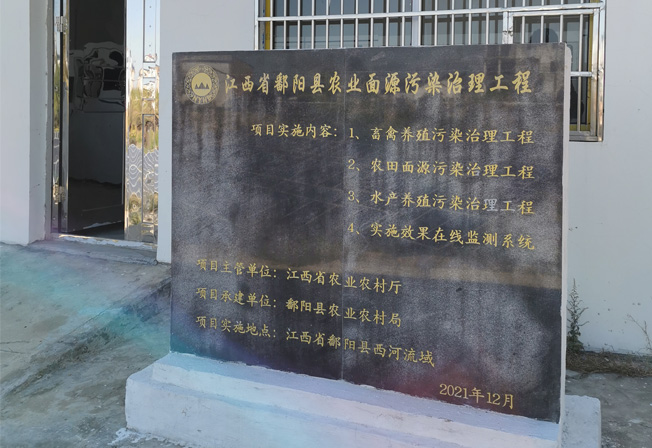 江西省鄱阳县农业面源污染治理工程
项目实施内容：1、畜禽养殖污染治理工程
2、农田面源污染治理工程
3、水产养殖污染治理工程
4、实施效果在线监测系统
项目主管单位：江西省农业农村厅
项目承建单位：鄱阳县农业农村局
项目实施地点：江西省鄱阳县西河流域
2021年12月